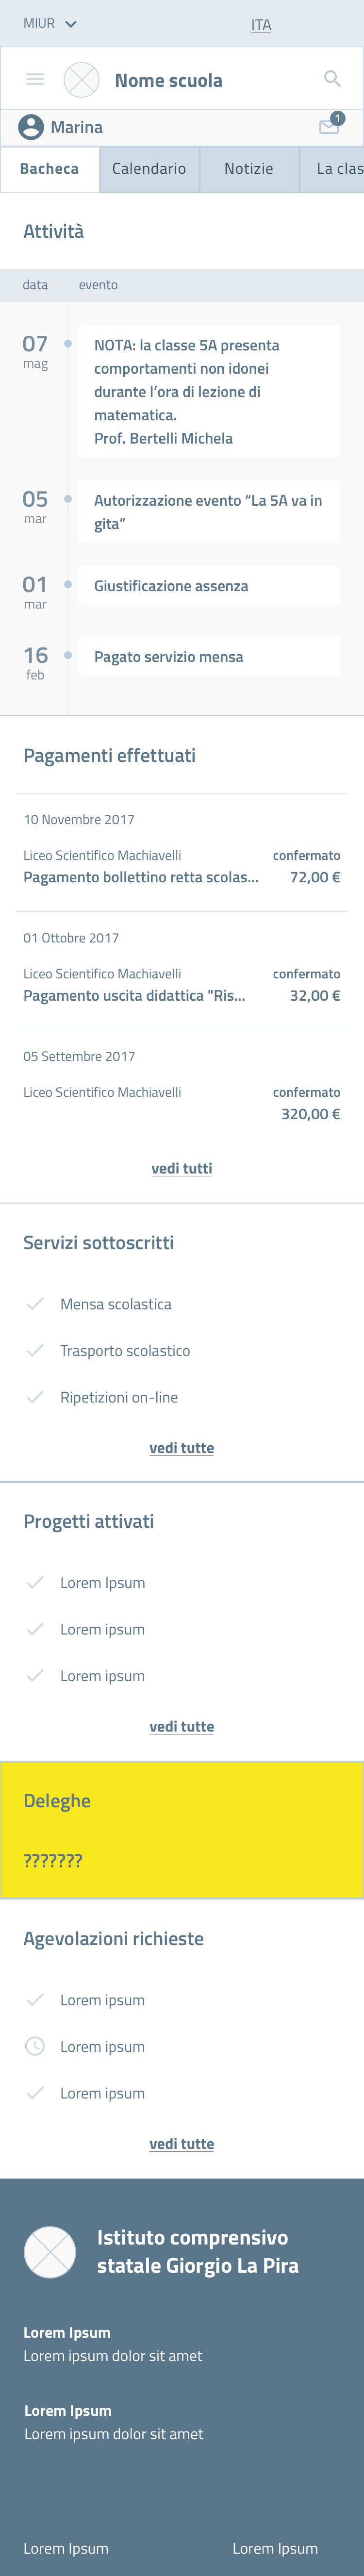 MIUR ITA
Nome scuola
Marina 1
Bacheca Calendario Notizie La clas
Attività
data evento
07
mag
NOTA: la classe 5A presenta
comportamenti non idonei
durante l’ora di lezione di
matematica.
Prof. Bertelli Michela
05
mar
Autorizzazione evento “La 5A va in
gita”
01
mar
Giustificazione assenza
16
feb
Pagato servizio mensa
Pagamenti effettuati
10 Novembre 2017
Liceo Scientifico Machiavelli confermato
Pagamento bollettino retta scolas... 72,00 €
01 Ottobre 2017
Liceo Scientifico Machiavelli confermato
Pagamento uscita didattica "Ris... 32,00 €
05 Settembre 2017
Liceo Scientifico Machiavelli confermato
320,00 €
vedi tutti
Servizi sottoscritti
Mensa scolastica
Trasporto scolastico
Ripetizioni on-line
vedi tutte
Progetti attivati
Lorem Ipsum
Lorem ipsum
Lorem ipsum
vedi tutte
Deleghe
???????
Agevolazioni richieste
Lorem ipsum
Lorem ipsum
Lorem ipsum
vedi tutte
Istituto comprensivo
statale Giorgio La Pira
Lorem Ipsum
Lorem ipsum dolor sit amet
Lorem Ipsum
Lorem ipsum dolor sit amet
Lorem Ipsum Lorem Ipsum